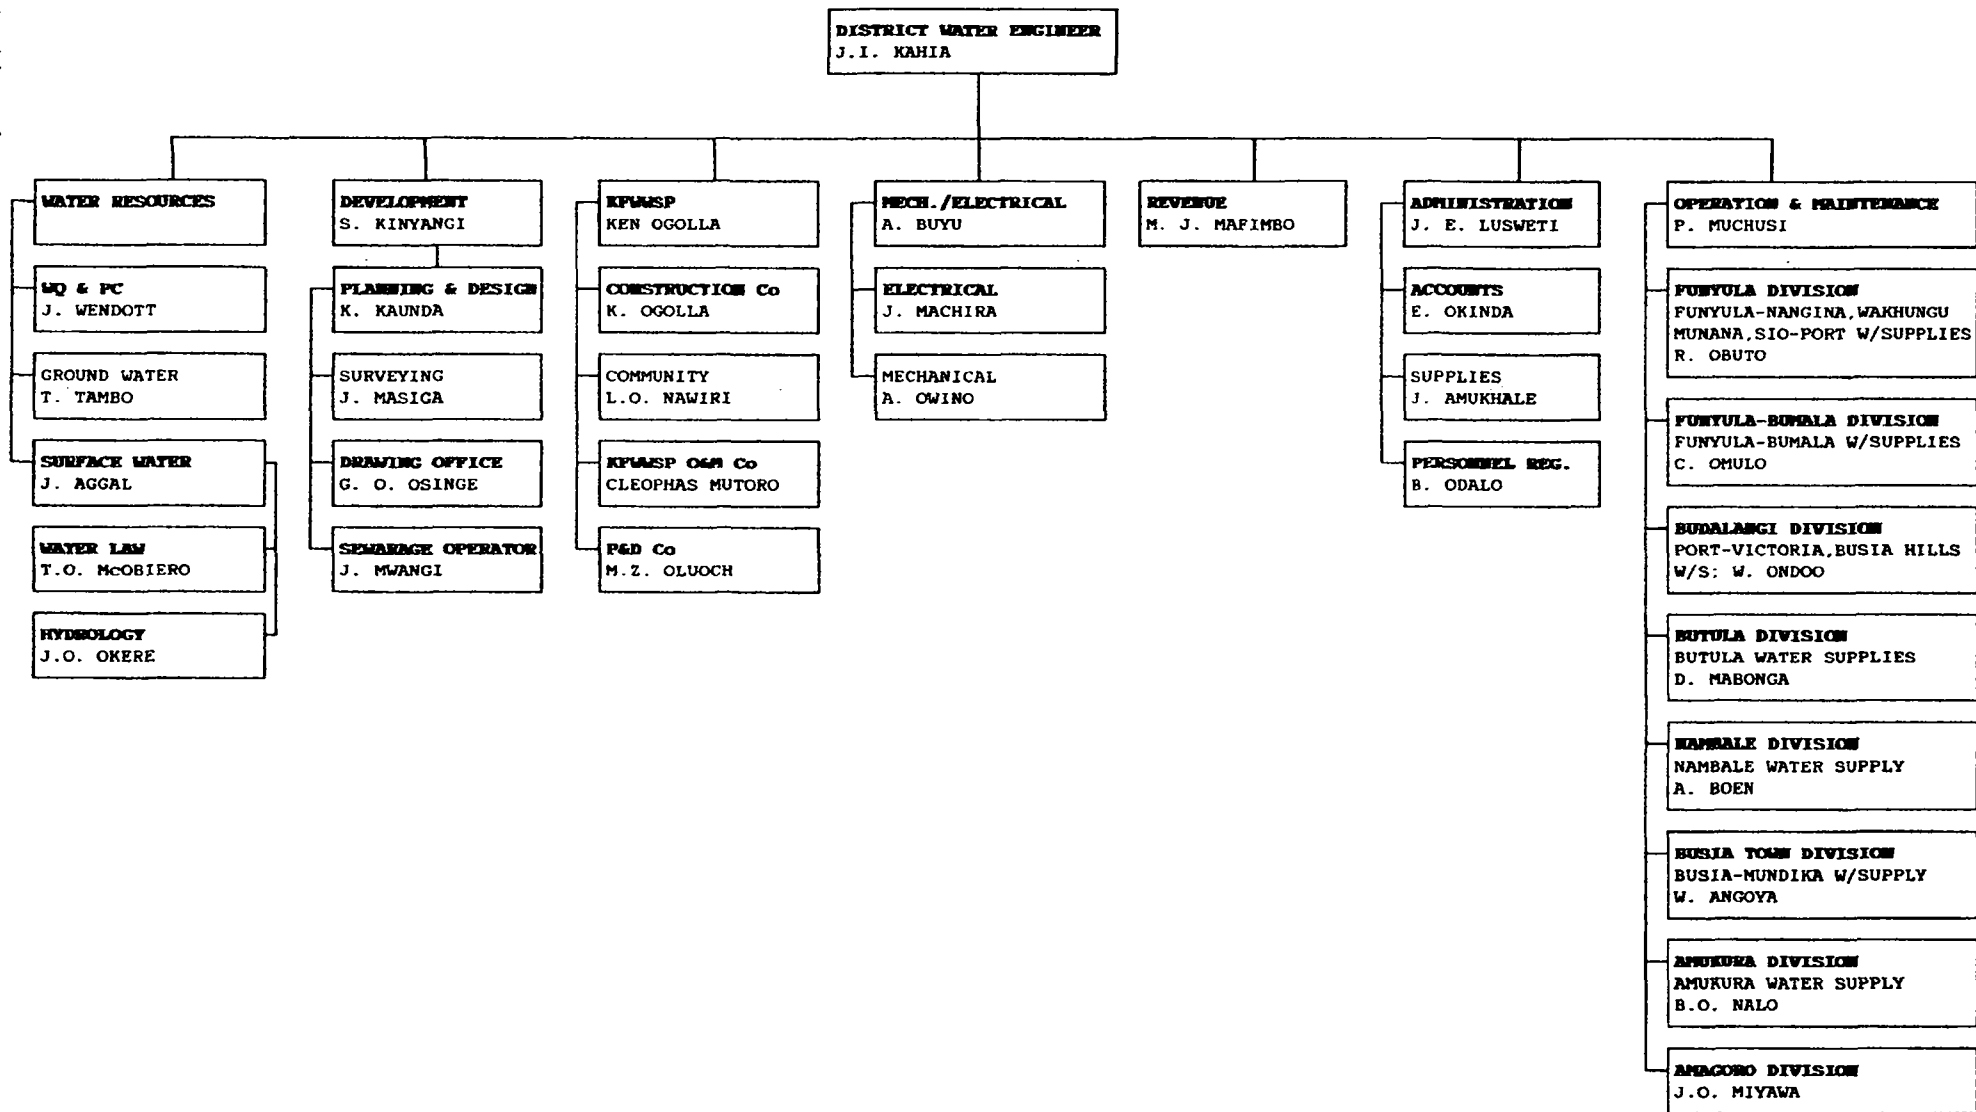 DISTRICT WATER ENGINEER
J.I. KAHIA
WATER RESOURCES
WQ & PC
J. WENDOTT
GROUND WATER
T. TAMBO
SURFACE WATER
J. AGGAL
WATER LAW
T.O. McOBIERO
HYDROLOGY
J.O. OKERE
DEVELOPMENT
S. KINYANGI
PLANNING & DESIGN
K. KAUNDA
SURVEYING
J. MASIGA
DRAWING OFFICE
G. O. OSINGE
SEWARAGE OPERATOR
J. MWANGI
KFWWSP
KEN OGOLLA
CONSTRUCTION Co
K. OGOLLA
COMMUNITY
L.O. NAWIRI
KFWWSP O&M Co
CLEOPHAS MUTORO
P&D Co
M.Z. OLUOCH
MECH./ELECTRICAL
A. BUYU
ELECTRICAL
J. MACHIRA
MECHANICAL
A. OWINO
REVENUE
M. J. MAFIMBO
ADMINISTRATION
J. E. LUSWETI
ACCOUNTS
E. OKINDA
SUPPLIES
J. AMUKHALE
PERSONNEL REG.
B. ODALO
OPERATION & MAINTENANCE
P. MUCHUSI
FUNYULA DIVISION
FUNYULA-NANGINA,WAKHUNGU
MUNANA,SIO-PORT W/SUPPLIES
R. OBUTO
FUNYULA-BUMALA DIVISION
FUNYULA-BUMALA W/SUPPLIES
C. OMULO
BUDALANGI DIVISION
PORT-VICTORIA,BUSIA HILLS
W/S: W. ONDOO
BUTULA DIVISION
BUTULA WATER SUPPLIES
D. MABONGA
NAMBALE DIVISION
NAMBALE WATER SUPPLY
A. BOEN
BUSIA TOWN DIVISION
BUSIA-MUNDIKA W/SUPPLY
W. ANGOYA
AMUKURA DIVISION
AMUKURA WATER SUPPLY
B.O. NALO
AMAGORO DIVISION
J.O. MIYAWA